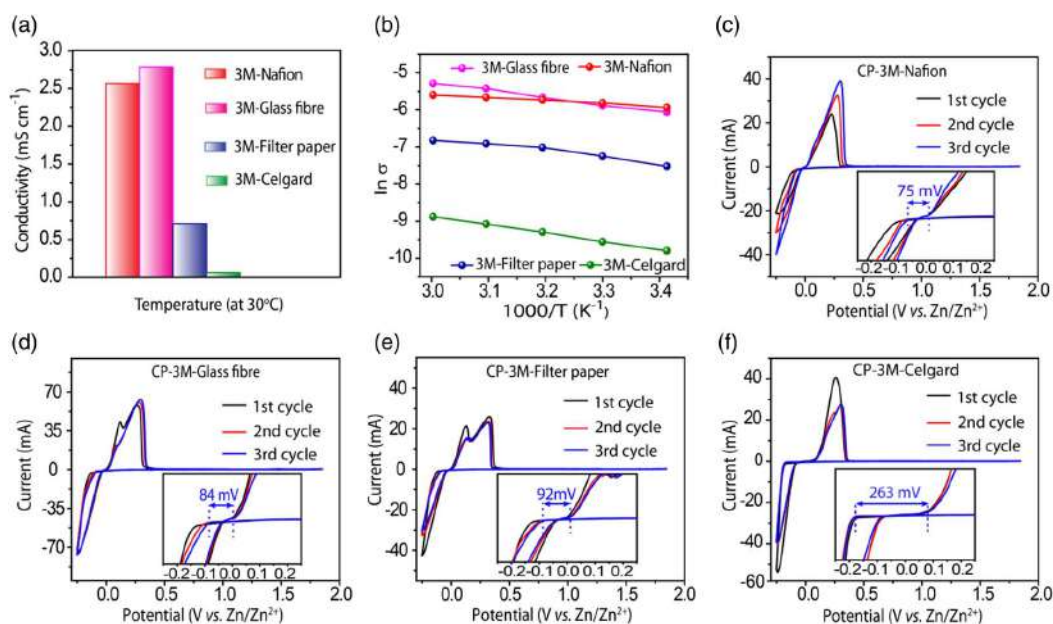 (a)
3.0
2.5
2.0
1.5
1.0
0.5
0.0
Conductivity (mS cm⁻¹)
3M-Nafion
3M-Glass fibre
3M-Filter paper
3M-Celgard
Temperature (at 30°C)
(b)
-5
-6
-7
-8
-9
-10
ln σ
3M-Glass fibre
3M-Nafion
3M-Filter paper
3M-Celgard
3.0 3.1 3.2 3.3 3.4
1000/T (K⁻¹)
(c)
CP-3M-Nafion
40
20
0
-20
-40
-60
Current (mA)
1st cycle
2nd cycle
3rd cycle
75 mV
-0.2 -0.1 0.0 0.1 0.2
0.0 0.5 1.0 1.5 2.0
Potential (V vs. Zn/Zn²⁺)
(d)
CP-3M-Glass fibre
70
35
0
-35
-70
Current (mA)
1st cycle
2nd cycle
3rd cycle
84 mV
-0.2 -0.1 0.0 0.1 0.2
0.0 0.5 1.0 1.5 2.0
Potential (V vs. Zn/Zn²⁺)
(e)
CP-3M-Filter paper
40
20
0
-20
-40
-60
Current (mA)
1st cycle
2nd cycle
3rd cycle
92mV
-0.2 -0.1 0.0 0.1 0.2
0.0 0.5 1.0 1.5 2.0
Potential (V vs. Zn/Zn²⁺)
(f)
CP-3M-Celgard
40
20
0
-20
-40
-60
Current (mA)
1st cycle
2nd cycle
3rd cycle
263 mV
-0.2 -0.1 0.0 0.1 0.2
0.0 0.5 1.0 1.5 2.0
Potential (V vs. Zn/Zn²⁺)